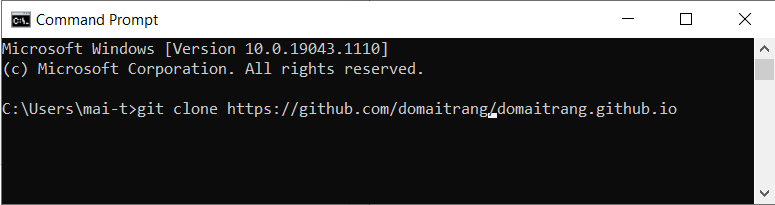 Command Prompt
Microsoft Windows [Version 10.0.19043.1110]
(c) Microsoft Corporation. All rights reserved.
C:\Users\mai-t>git clone https://github.com/domaitrang/domaitrang.github.io